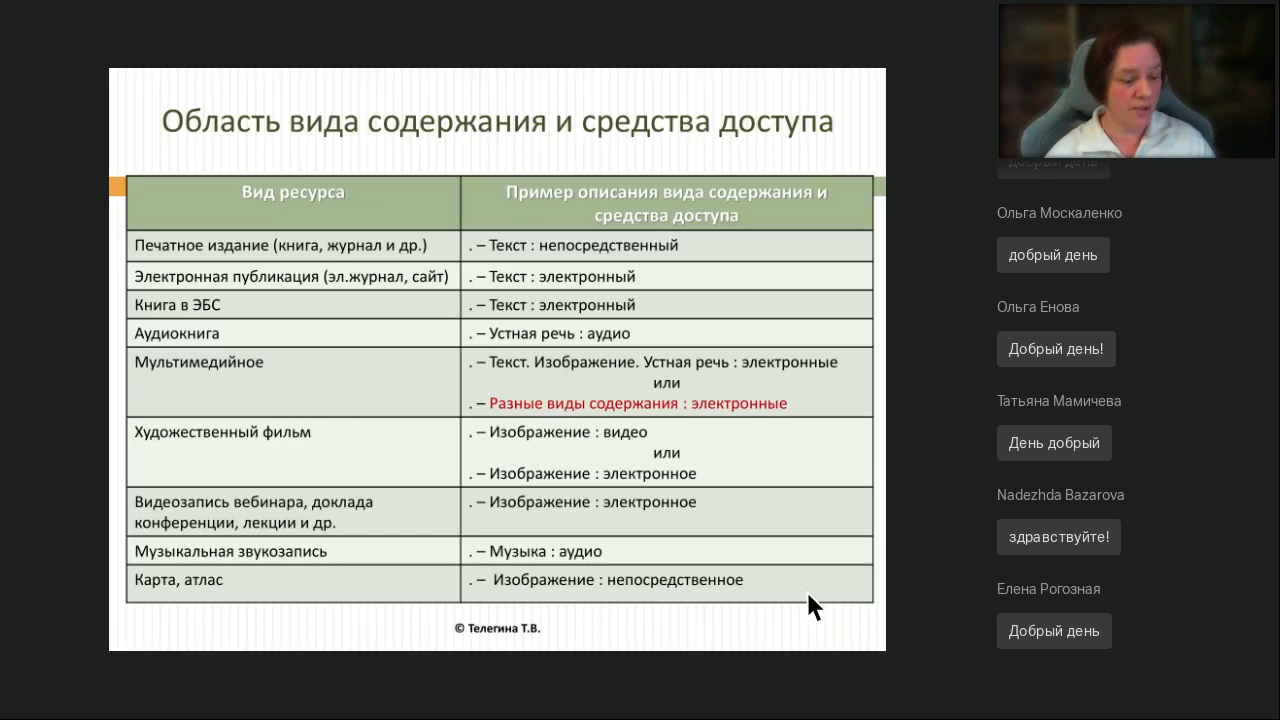 Область вида содержания и средства доступа
Вид ресурса
Пример описания вида содержания и
средства доступа
Печатное издание (книга, журнал и др.)
. – Текст : непосредственный
Электронная публикация (эл.журнал, сайт)
. – Текст : электронный
Книга в ЭБС
. – Текст : электронный
Аудиокнига
. – Устная речь : аудио
Мультимедийное
. – Текст. Изображение. Устная речь : электронные
или
. – Разные виды содержания : электронные
Художественный фильм
. – Изображение : видео
или
. – Изображение : электронное
Видеозапись вебинара, доклада
конференции, лекции и др.
. – Изображение : электронное
Музыкальная звукозапись
. – Музыка : аудио
Карта, атлас
. – Изображение : непосредственное
© Телегина Т.В.
добрый день
Ольга Москаленко
добрый день
Ольга Енова
Добрый день!
Татьяна Мамичева
День добрый
Nadezhda Bazarova
здравствуйте!
Елена Рогозная
Добрый день